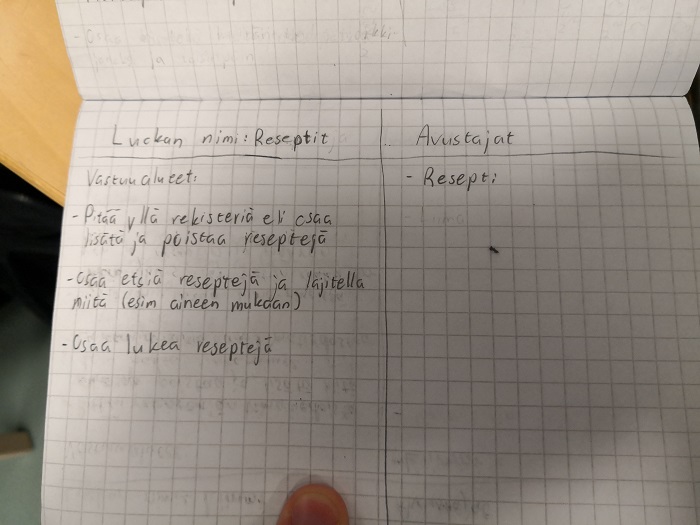 Luokan nimi: Reseptit
Avustajat
Vastuualueet:
- Resepti
- Pitää yllä rekisteriä eli osaa
lisätä ja poistaa reseptejä
- Osaa etsiä reseptejä ja lajitella
niitä (esim aineen mukaan)
- Osaa lukea reseptejä